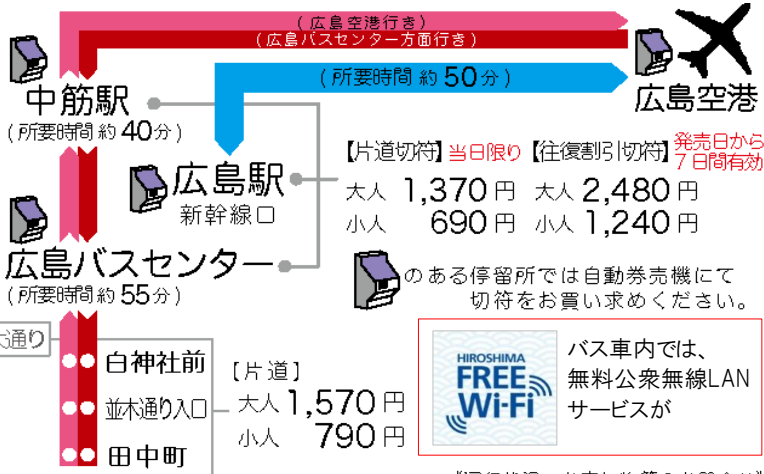 (広島空港行き)
(広島バスセンター方面行き)
(所要時間 約50分)
広島空港
中筋駅
(所要時間 約40分)
広島駅
新幹線口
【片道切符】当日限り
大人 1,370円
小人 690円
【往復割引切符】発売日から
7日間有効
大人 2,480円
小人 1,240円
広島バスセンター
(所要時間 約55分)
のある停留所では自動券売機にて
切符をお買い求めください。
通り
白神社前
並木通り入口
田中町
【片道】
大人 1,570円
小人 790円
HIROSHIMA
FREE
Wi-Fi
バス車内では、
無料公衆無線LAN
サービスが